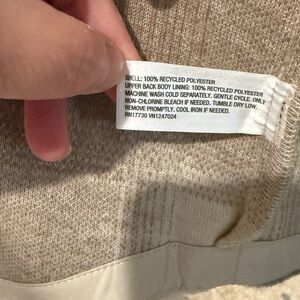 SHELL: 100% RECYCLED POLYESTER
UPPER BACK BODY LINING: 100% RECYCLED POLYESTER
MACHINE WASH COLD SEPARATELY. GENTLE CYCLE. ONLY
NON-CHLORINE BLEACH IF NEEDED. TUMBLE DRY LOW.
REMOVE PROMPTLY. COOL IRON IF NEEDED.
RN17730 VN1247024